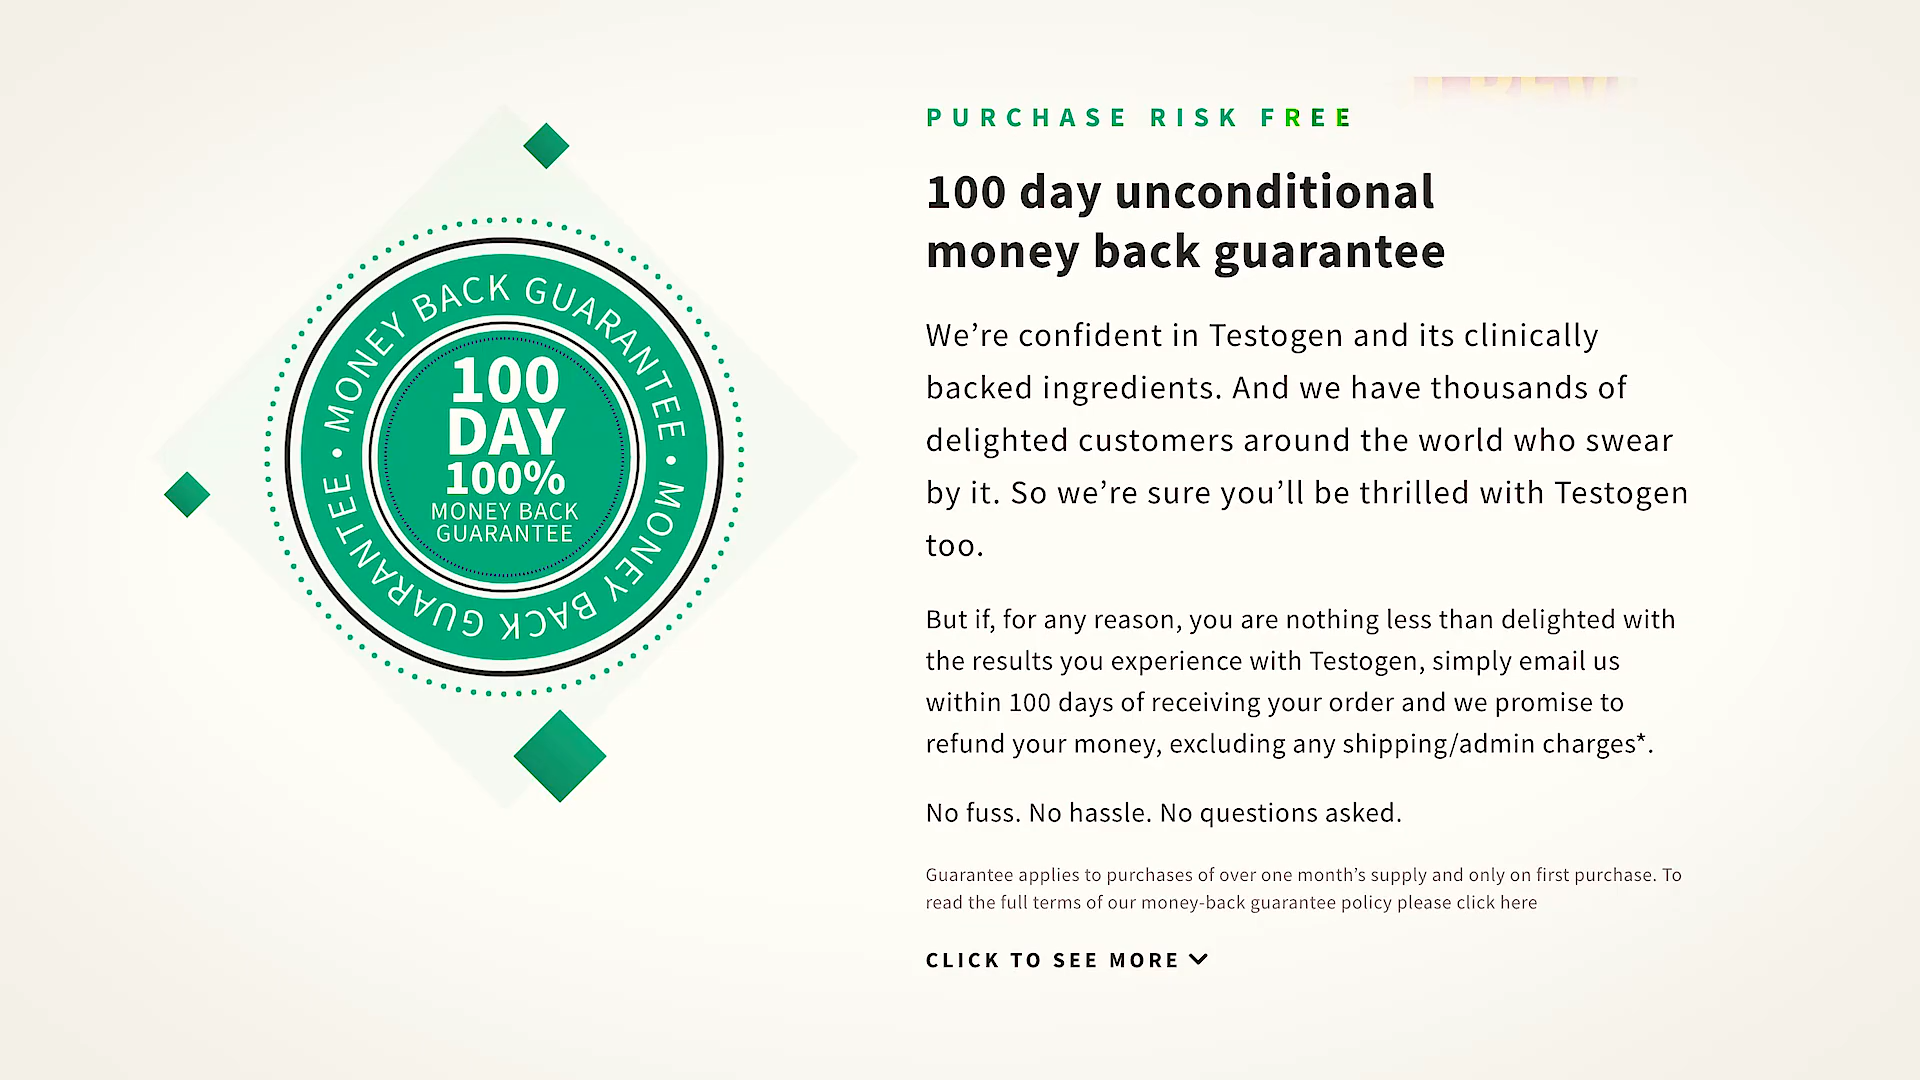 PURCHASE RISK FREE
100 day unconditional
money back guarantee
We’re confident in Testogen and its clinically
backed ingredients. And we have thousands of
delighted customers around the world who swear
by it. So we’re sure you’ll be thrilled with Testogen
too.
But if, for any reason, you are nothing less than delighted with
the results you experience with Testogen, simply email us
within 100 days of receiving your order and we promise to
refund your money, excluding any shipping/admin charges*.
No fuss. No hassle. No questions asked.
Guarantee applies to purchases of over one month’s supply and only on first purchase. To
read the full terms of our money-back guarantee policy please click here
CLICK TO SEE MORE
• MONEY BACK GUARANTEE • MONEY BACK GUARANTEE
100
DAY
100%
MONEY BACK
GUARANTEE